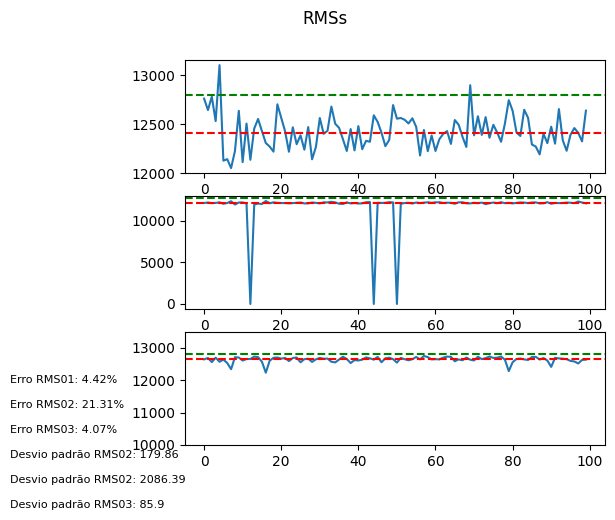 RMSs
13000
12500
12000
0 20 40 60 80 100
10000
5000
0
0 20 40 60 80 100
13000
12000
11000
10000
0 20 40 60 80 100
Erro RMS01: 4.42%
Erro RMS02: 21.31%
Erro RMS03: 4.07%
Desvio padrão RMS02: 179.86
Desvio padrão RMS02: 2086.39
Desvio padrão RMS03: 85.9